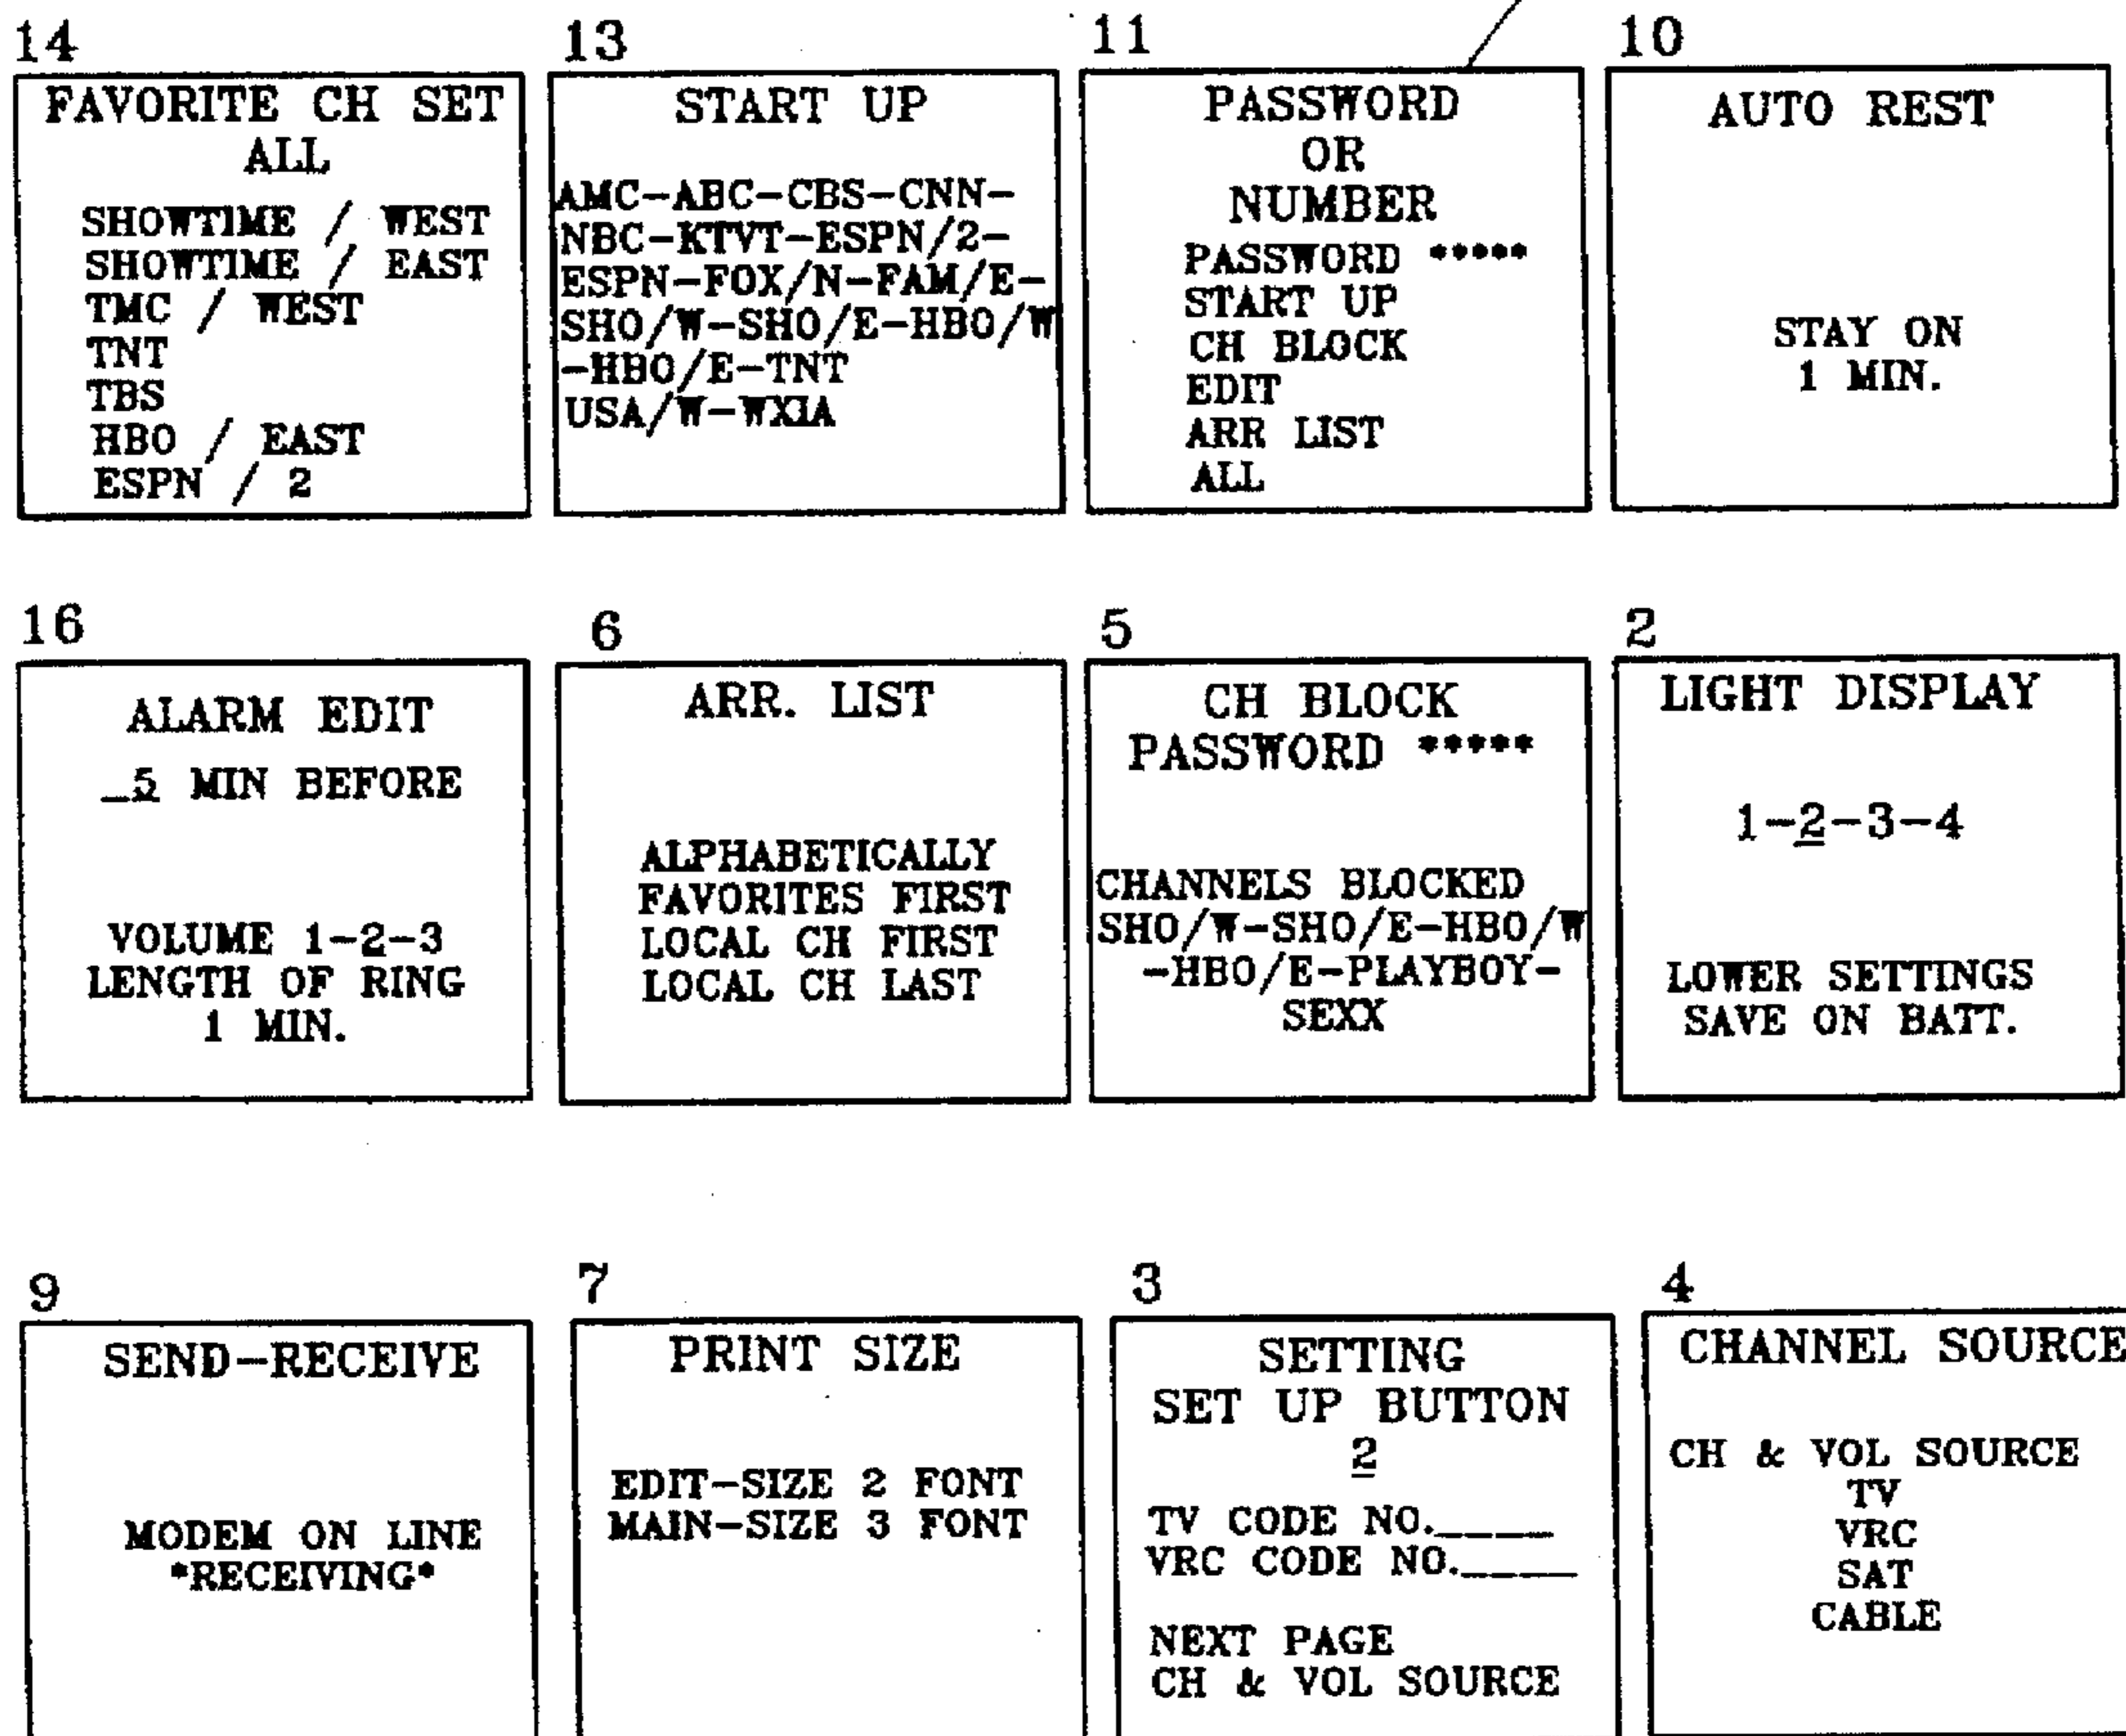 14
FAVORITE CH SET
ALL
SHOWTIME / WEST
SHOWTIME / EAST
TMC / WEST
TNT
TBS
HBO / EAST
ESPN / 2
13
START UP
AMC-ABC-CBS-CNN-
NBC-KTVT-ESPN/2-
ESPN-FOX/N-FAM/E-
SHO/W-SHO/E-HBO/W
-HBO/E-TNT
USA/W-WXIA
11
PASSWORD
OR
NUMBER
PASSWORD *****
START UP
CH BLOCK
EDIT
ARR LIST
ALL
10
AUTO REST
STAY ON
1 MIN.
16
ALARM EDIT
_5 MIN BEFORE
VOLUME 1-2-3
LENGTH OF RING
1 MIN.
6
ARR. LIST
ALPHABETICALLY
FAVORITES FIRST
LOCAL CH FIRST
LOCAL CH LAST
5
CH BLOCK
PASSWORD *****
CHANNELS BLOCKED
SHO/W-SHO/E-HBO/W
-HBO/E-PLAYBOY-
SEXX
2
LIGHT DISPLAY
1-2-3-4
LOWER SETTINGS
SAVE ON BATT.
9
SEND-RECEIVE
MODEM ON LINE
*RECEIVING*
7
PRINT SIZE
EDIT-SIZE 2 FONT
MAIN-SIZE 3 FONT
3
SETTING
SET UP BUTTON
2
TV CODE NO._____
VRC CODE NO._____
NEXT PAGE
CH & VOL SOURCE
4
CHANNEL SOURCE
CH & VOL SOURCE
TV
VRC
SAT
CABLE